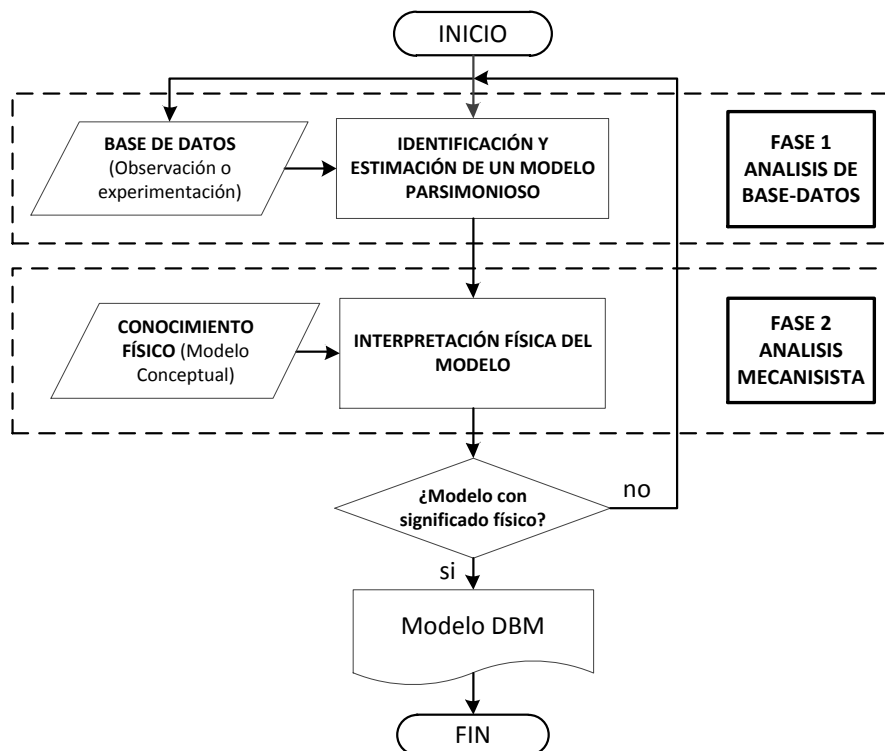 INICIO
BASE DE DATOS
(Observación o
experimentación)
IDENTIFICACIÓN Y
ESTIMACIÓN DE UN MODELO
PARSIMONIOSO
FASE 1
ANALISIS DE
BASE-DATOS
CONOCIMIENTO
FÍSICO (Modelo
Conceptual)
INTERPRETACIÓN FÍSICA DEL
MODELO
FASE 2
ANALISIS
MECANISISTA
¿Modelo con
significado físico?
no
si
Modelo DBM
FIN